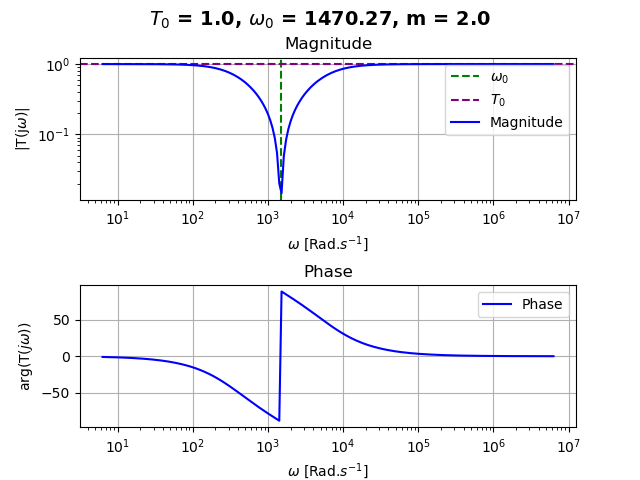 T₀ = 1.0, ω₀ = 1470.27, m = 2.0
Magnitude
|T(jω)|
10⁰
10⁻¹
ω₀
T₀
Magnitude
10¹ 10² 10³ 10⁴ 10⁵ 10⁶ 10⁷
ω [Rad.s⁻¹]
Phase
arg(T(jω))
50
0
−50
Phase
10¹ 10² 10³ 10⁴ 10⁵ 10⁶ 10⁷
ω [Rad.s⁻¹]